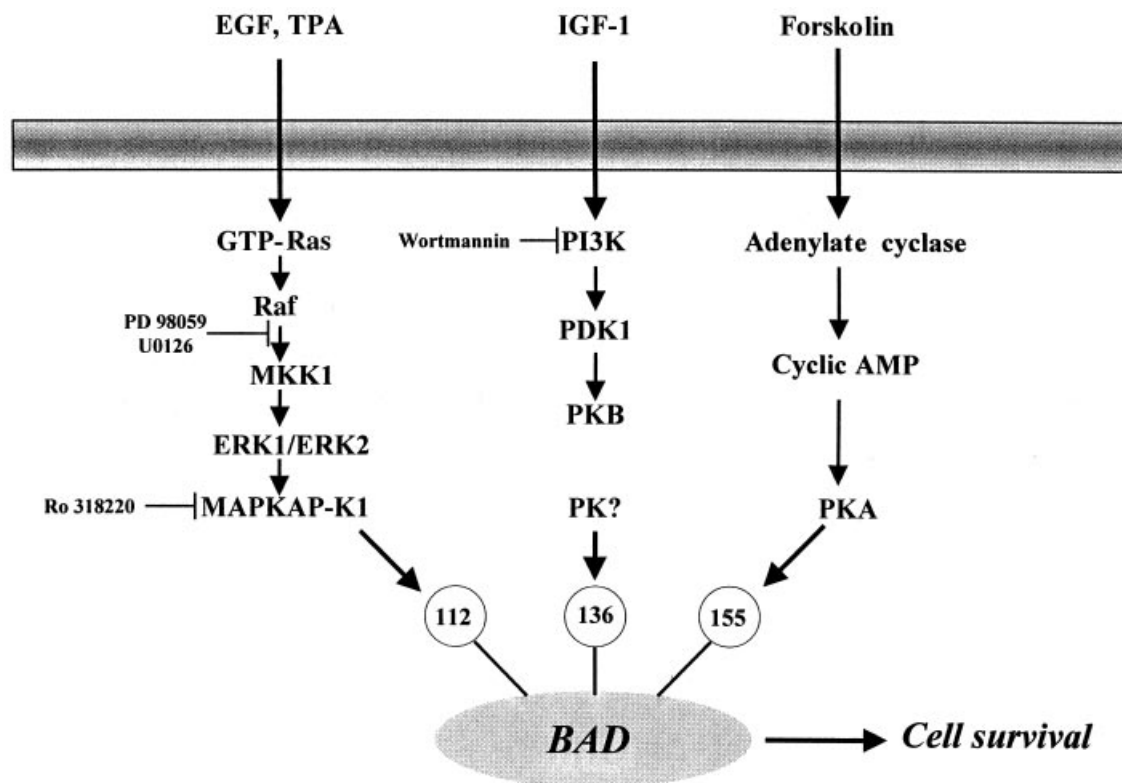 EGF, TPA
IGF-1
Forskolin
GTP-Ras
Wortmannin
PI3K
Adenylate cyclase
Raf
PD 98059
U0126
PDK1
MKK1
Cyclic AMP
PKB
ERK1/ERK2
Ro 318220
MAPKAP-K1
PK?
PKA
112
136
155
BAD
Cell survival